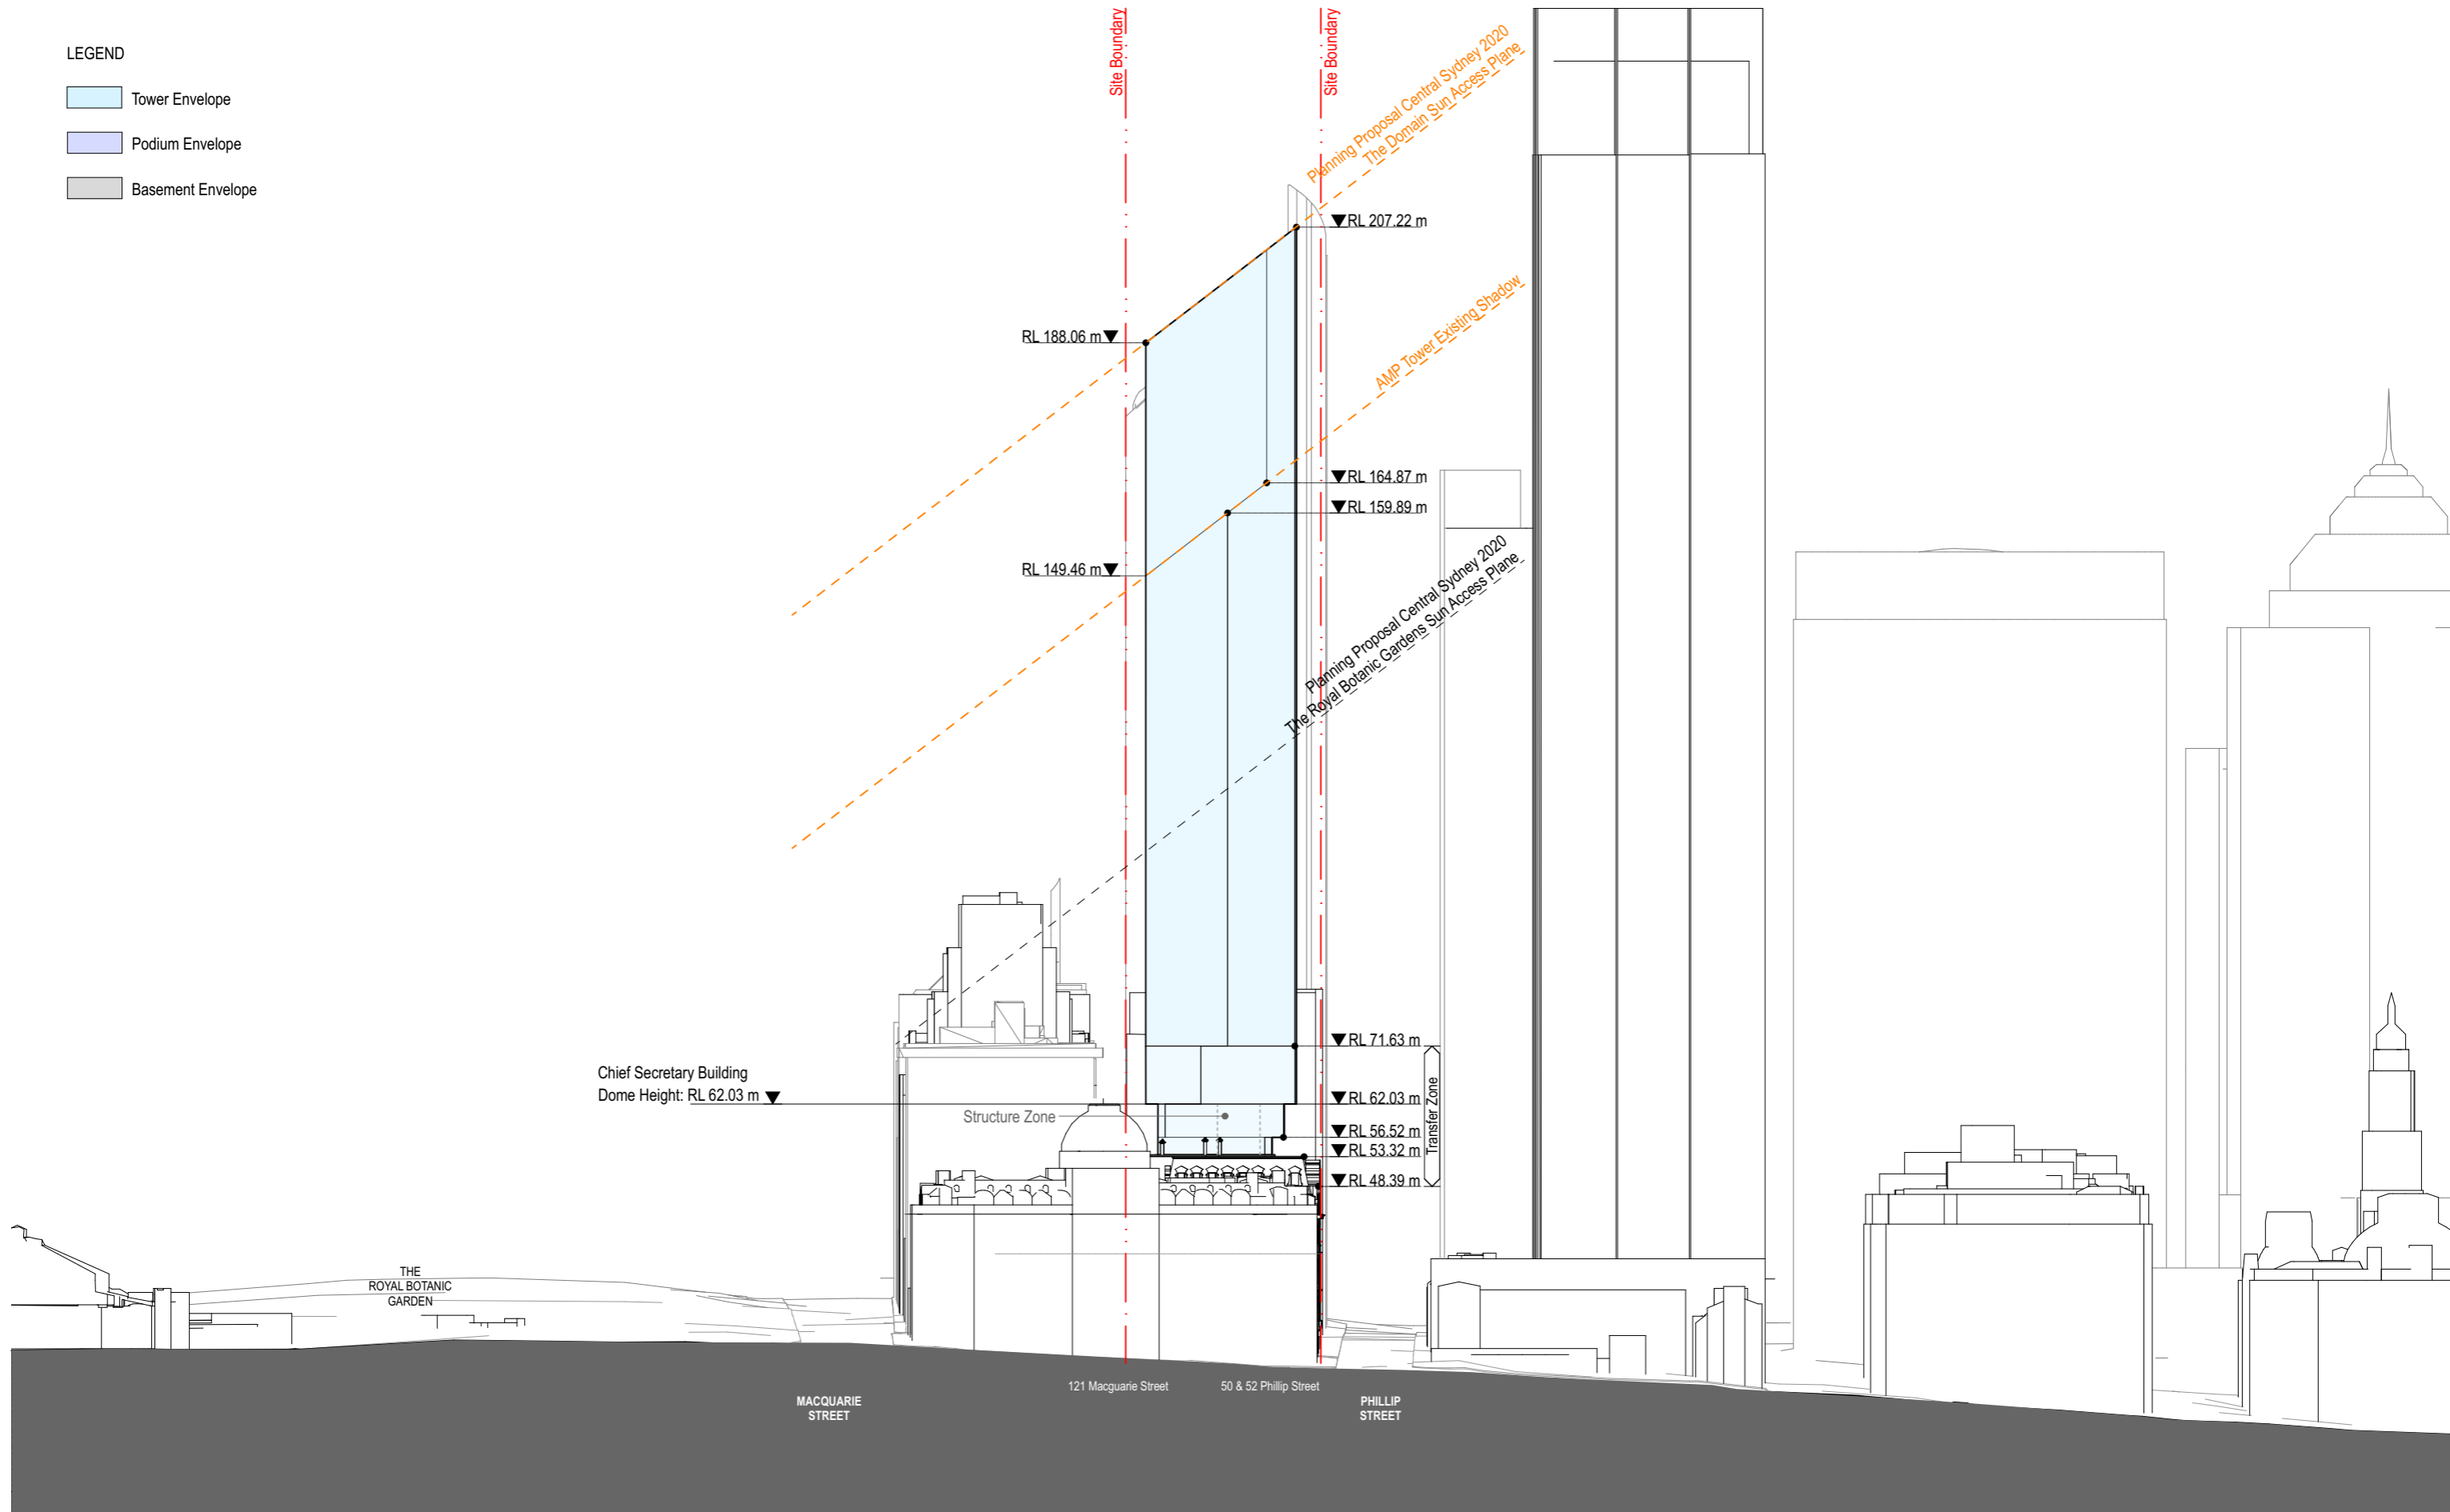 LEGEND
Tower Envelope
Podium Envelope
Basement Envelope
Site Boundary
Site Boundary
Planning Proposal Central Sydney 2020
The Domain Sun Access Plane
RL 207.22 m
RL 188.06 m
AMP Tower Existing Shadow
RL 164.87 m
RL 159.89 m
RL 149.46 m
Planning Proposal Central Sydney 2020
The Royal Botanic Gardens Sun Access Plane
RL 71.63 m
Chief Secretary Building
Dome Height: RL 62.03 m
RL 62.03 m
Structure Zone
RL 56.52 m
RL 53.32 m
RL 48.39 m
Transfer Zone
THE
ROYAL BOTANIC
GARDEN
121 Macguarie Street
50 & 52 Phillip Street
MACQUARIE
STREET
PHILLIP
STREET